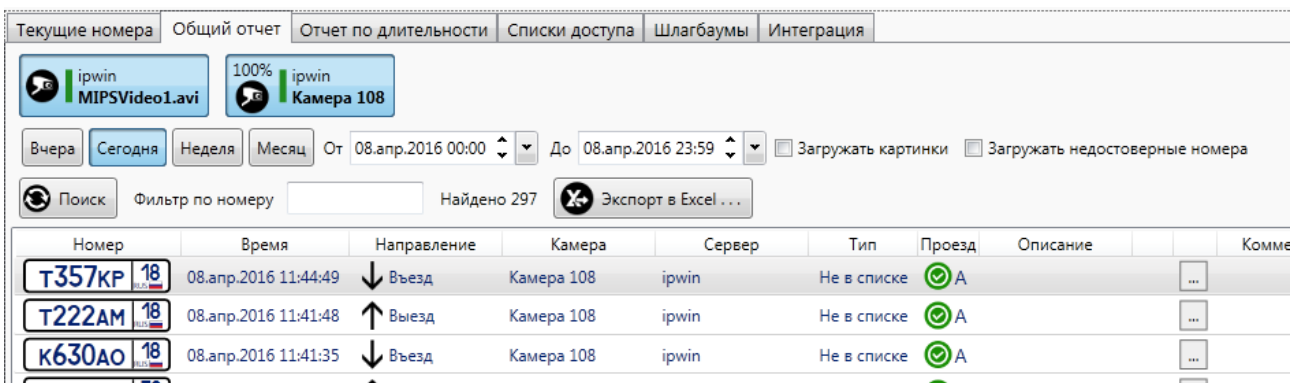 Текущие номера Общий отчет Отчет по длительности Списки доступа Шлагбаумы Интеграция
ipwin MIPSVideo1.avi
100% ipwin Камера 108
Вчера Сегодня Неделя Месяц От 08.апр.2016 00:00 До 08.апр.2016 23:59 Загружать картинки Загружать недостоверные номера
Поиск Фильтр по номеру Найдено 297 Экспорт в Excel . . .
Номер Время Направление Камера Сервер Тип Проезд Описание Комме
Т357КР 18 RUS 08.апр.2016 11:44:49 Въезд Камера 108 ipwin Не в списке А ...
Т222АМ 18 RUS 08.апр.2016 11:41:48 Выезд Камера 108 ipwin Не в списке А ...
К630АО 18 RUS 08.апр.2016 11:41:35 Въезд Камера 108 ipwin Не в списке А ...